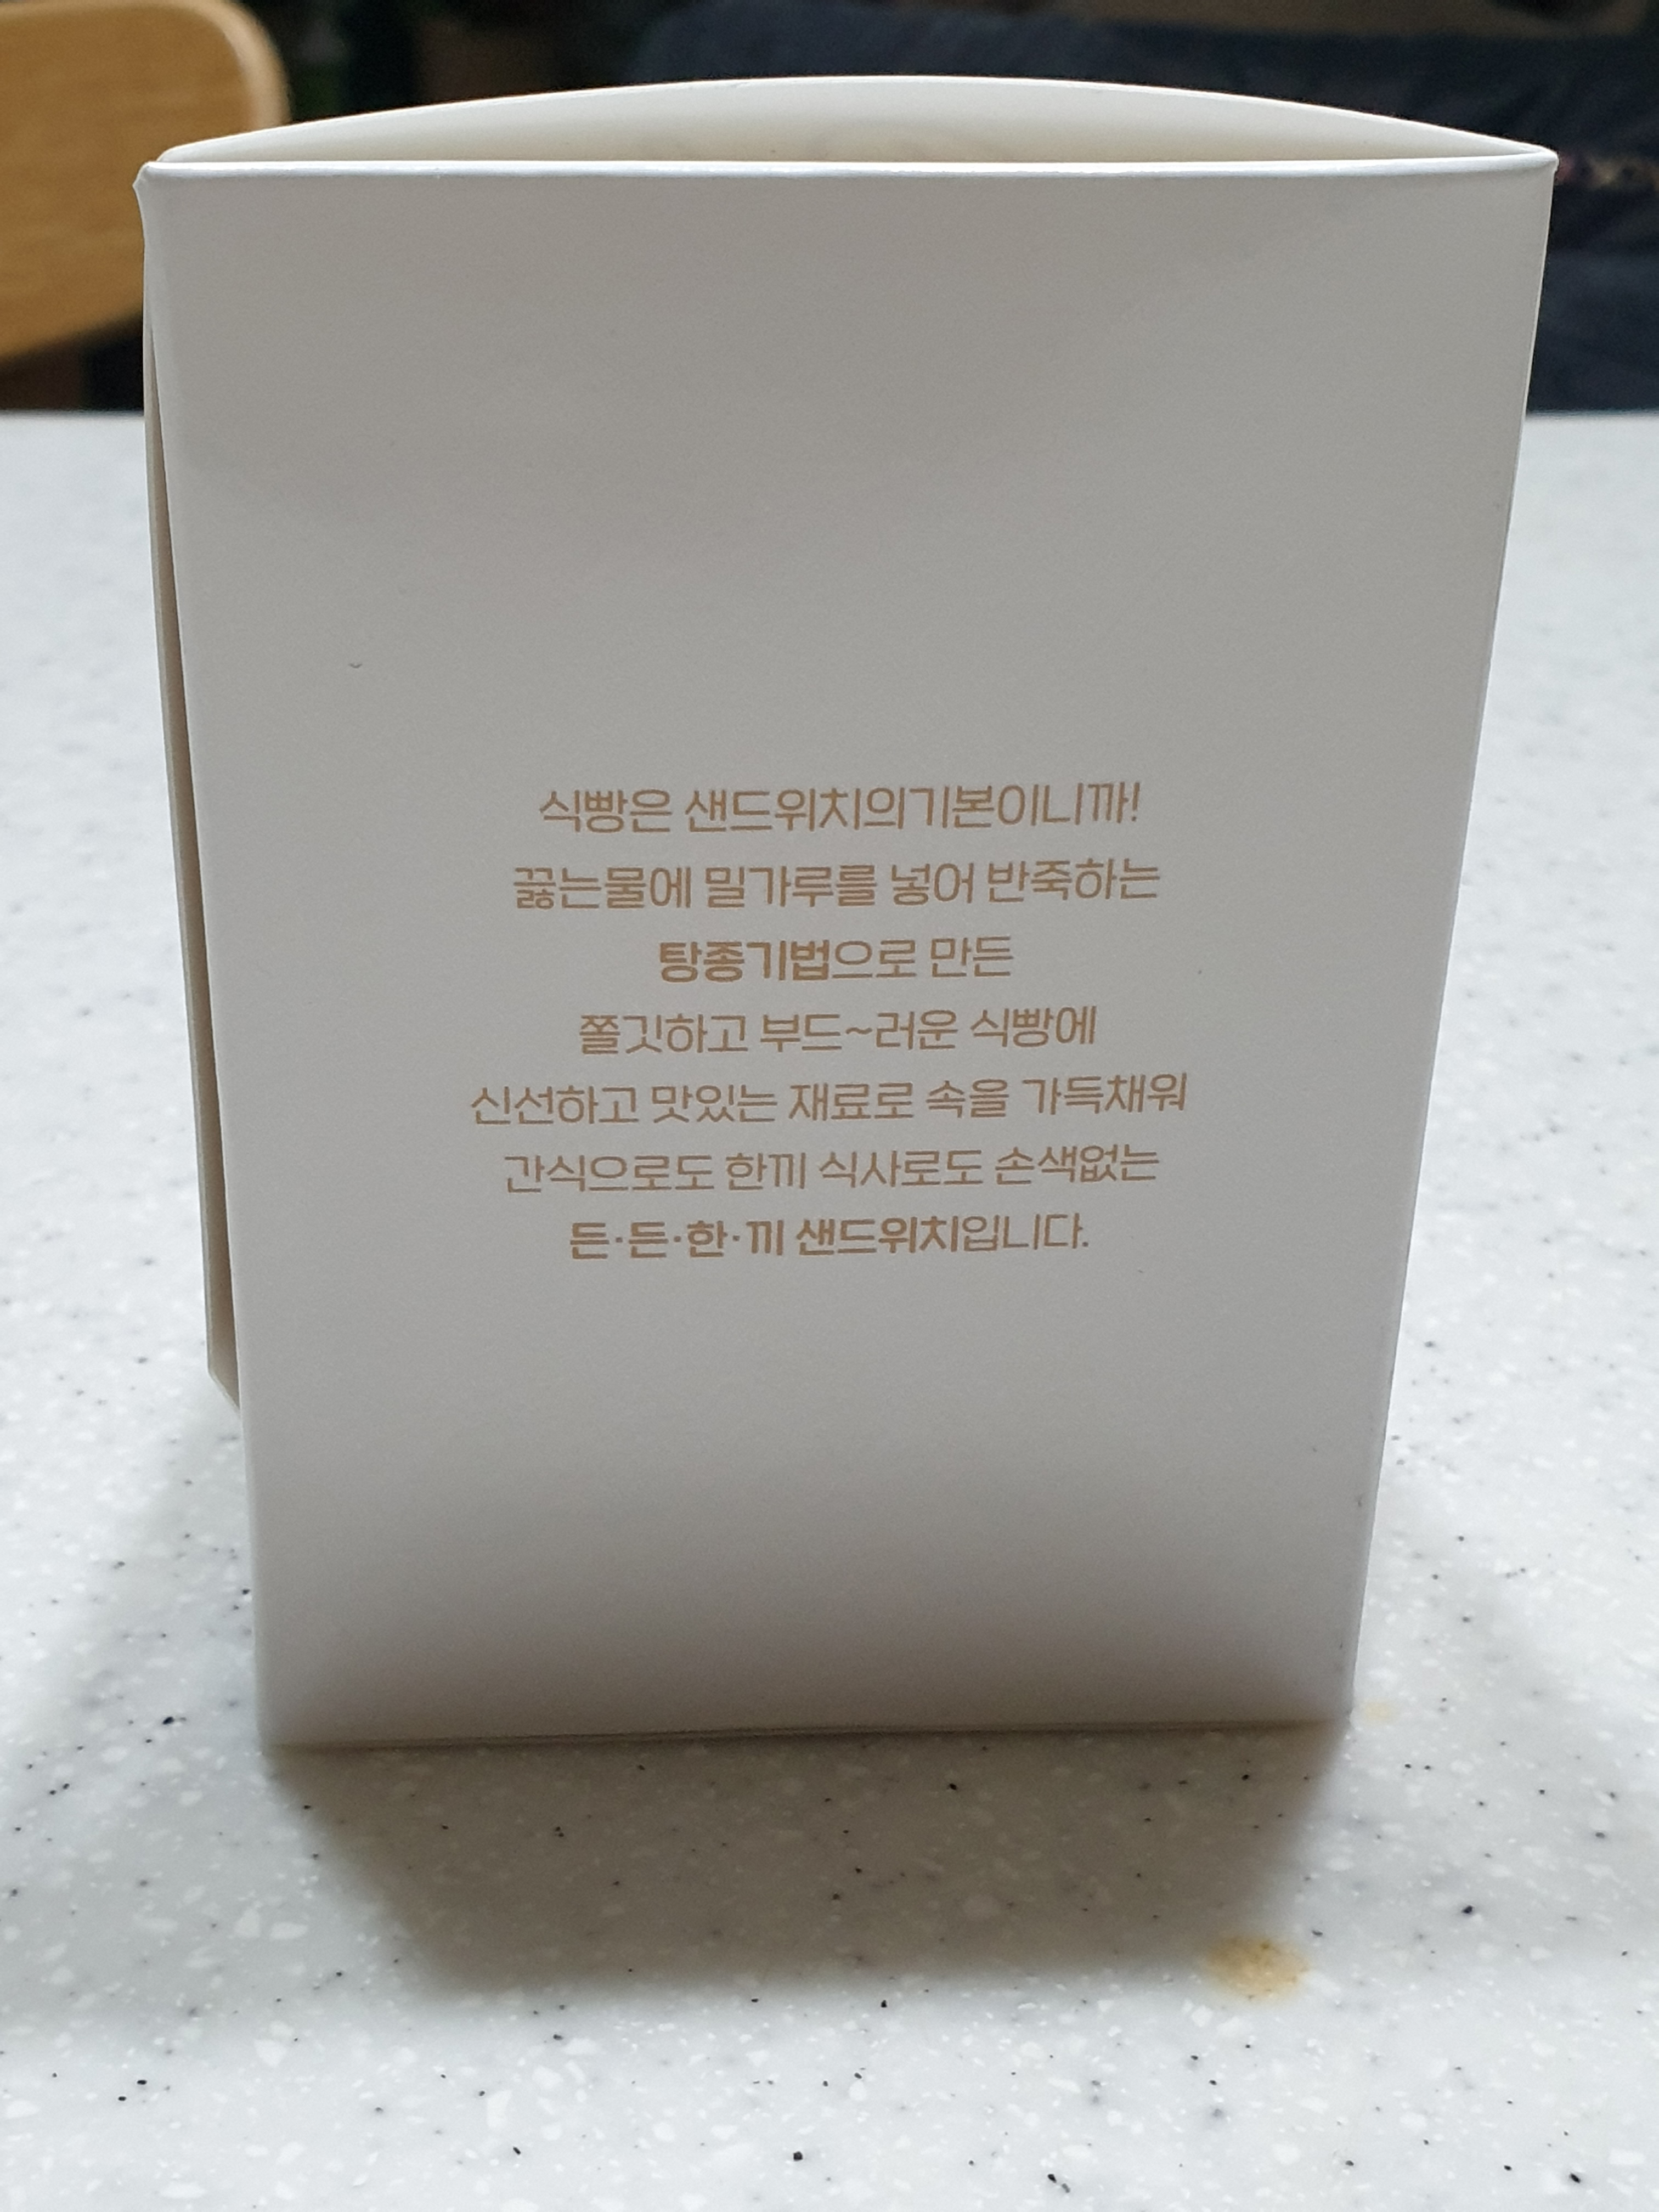 식빵은 샌드위치의기본이니까!
끓는물에 밀가루를 넣어 반죽하는
탕종기법으로 만든
쫄깃하고 부드~러운 식빵에
신선하고 맛있는 재료로 속을 가득채워
간식으로도 한끼 식사로도 손색없는
든·든·한·끼 샌드위치입니다.